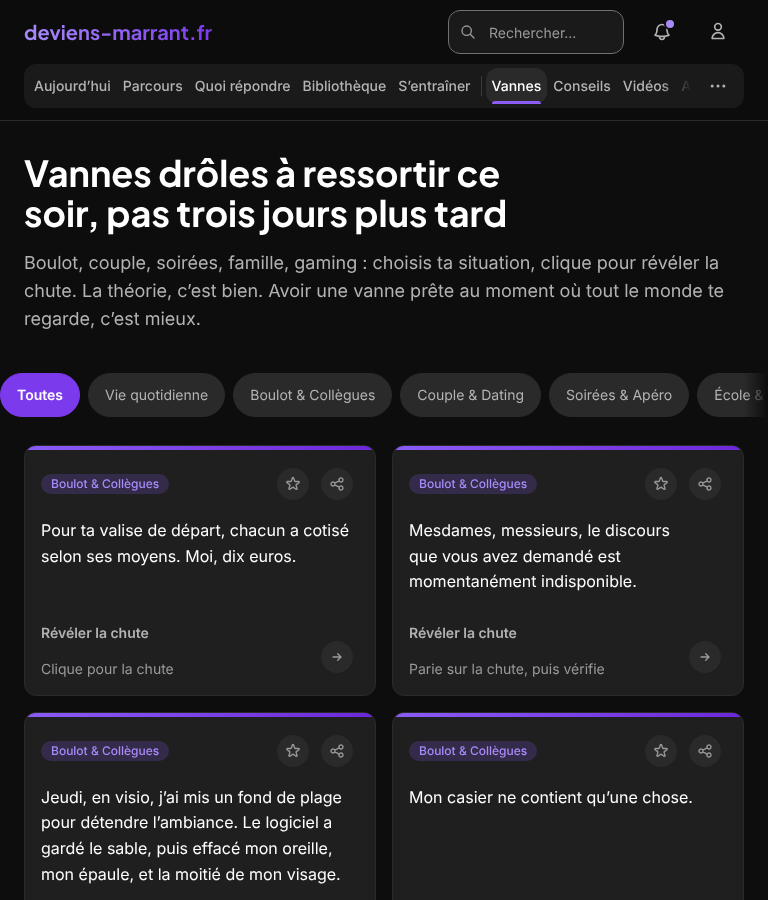 deviens-marrant.fr
Rechercher...
Aujourd’hui Parcours Quoi répondre Bibliothèque S’entraîner Vannes Conseils Vidéos
Vannes drôles à ressortir ce
soir, pas trois jours plus tard
Boulot, couple, soirées, famille, gaming : choisis ta situation, clique pour révéler la
chute. La théorie, c’est bien. Avoir une vanne prête au moment où tout le monde te
regarde, c’est mieux.
Toutes Vie quotidienne Boulot & Collègues Couple & Dating Soirées & Apéro École &
Boulot & Collègues
Pour ta valise de départ, chacun a cotisé
selon ses moyens. Moi, dix euros.
Révéler la chute
Clique pour la chute
Boulot & Collègues
Mesdames, messieurs, le discours
que vous avez demandé est
momentanément indisponible.
Révéler la chute
Parie sur la chute, puis vérifie
Boulot & Collègues
Jeudi, en visio, j’ai mis un fond de plage
pour détendre l’ambiance. Le logiciel a
gardé le sable, puis effacé mon oreille,
mon épaule, et la moitié de mon visage.
Boulot & Collègues
Mon casier ne contient qu’une chose.